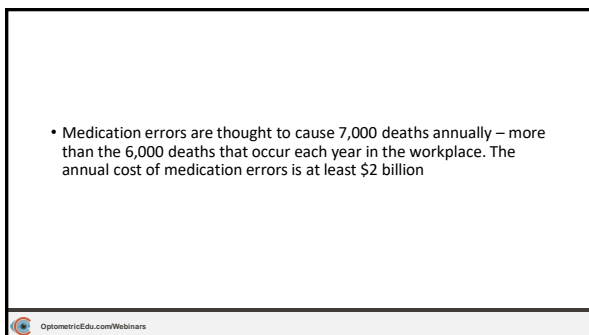 • Medication errors are thought to cause 7,000 deaths annually – more
than the 6,000 deaths that occur each year in the workplace. The
annual cost of medication errors is at least $2 billion
OptometricEdu.com/Webinars